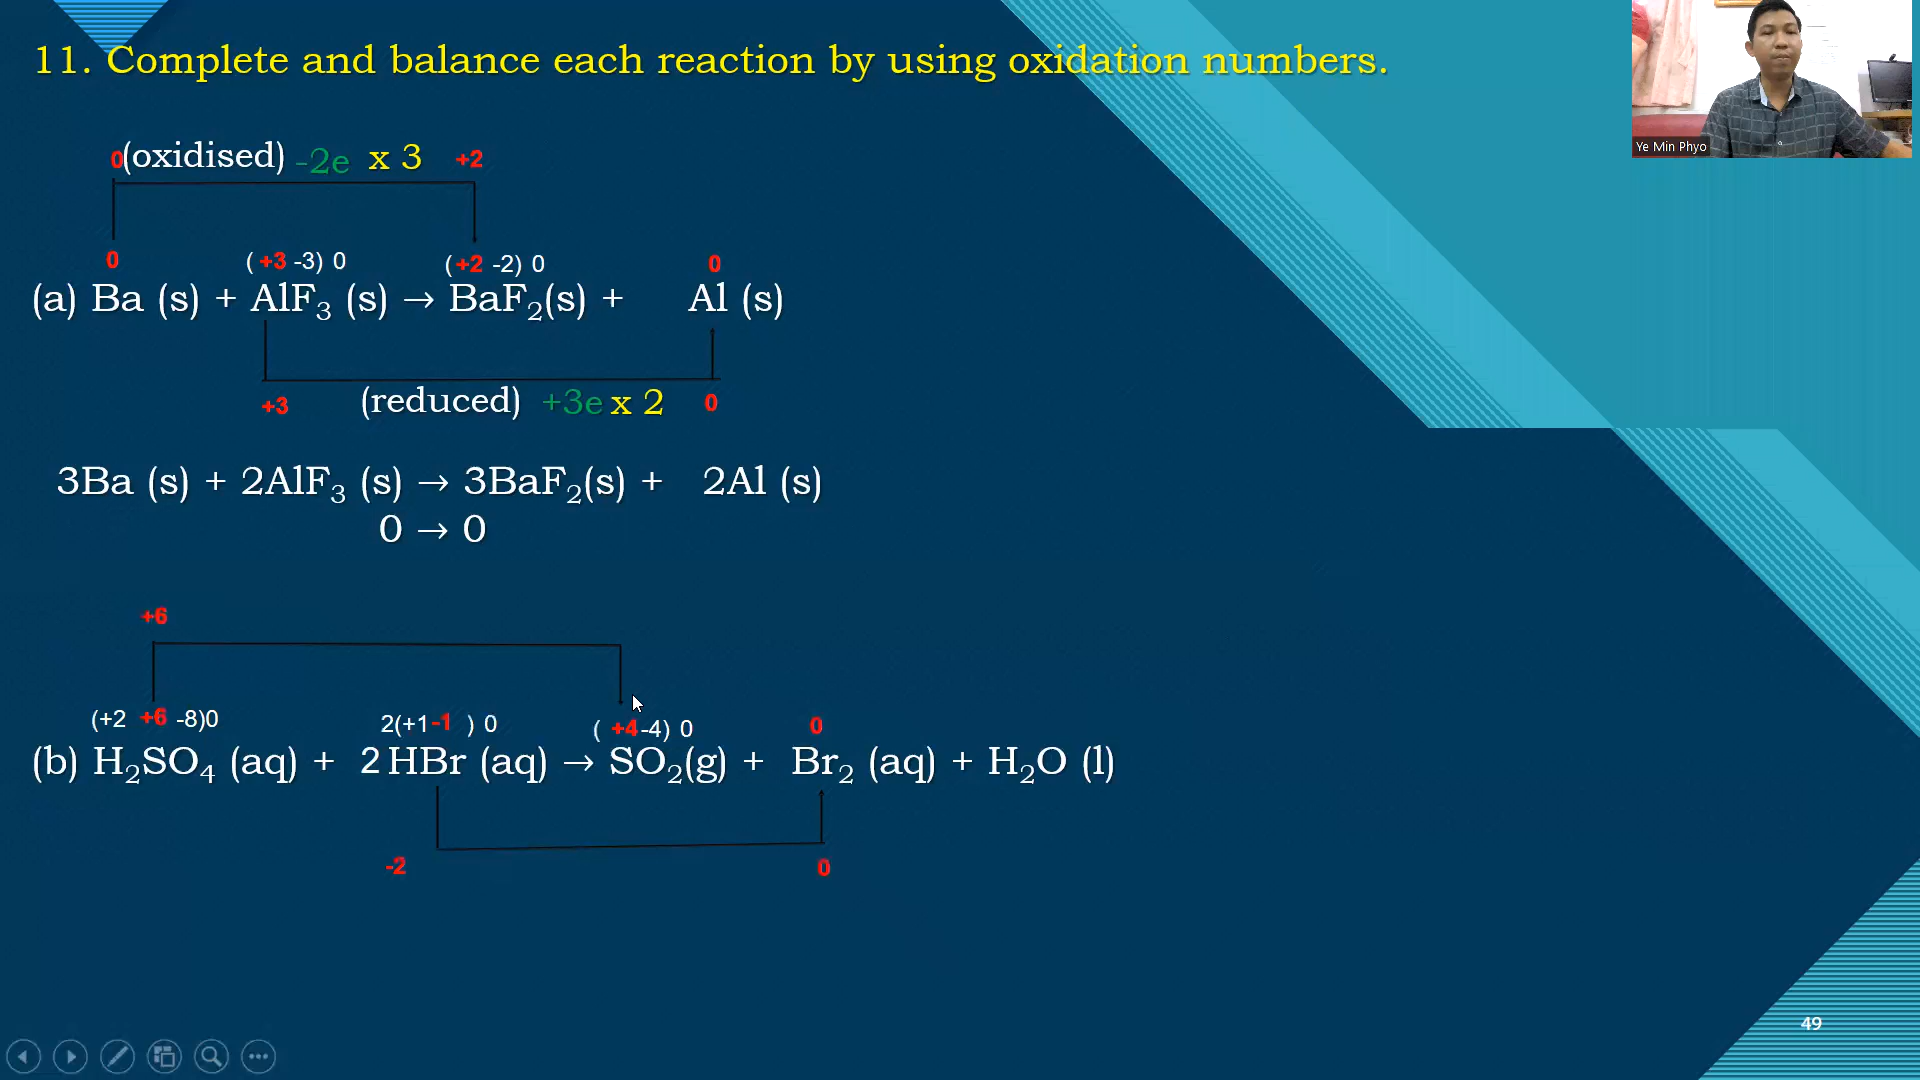 11. Complete and balance each reaction by using oxidation numbers.
Ye Min Phyo
0 (oxidised) -2e x 3 +2
0 ( +3 -3) 0 ( +2 -2) 0 0
(a) Ba (s) + AlF₃ (s) → BaF₂(s) + Al (s)
+3 (reduced) +3e x 2 0
3Ba (s) + 2AlF₃ (s) → 3BaF₂(s) + 2Al (s)
0 → 0
+6
(+2 +6 -8)0 2(+1 -1 ) 0 ( +4 -4) 0 0
(b) H₂SO₄ (aq) + 2 HBr (aq) → SO₂(g) + Br₂ (aq) + H₂O (l)
-2 0
49